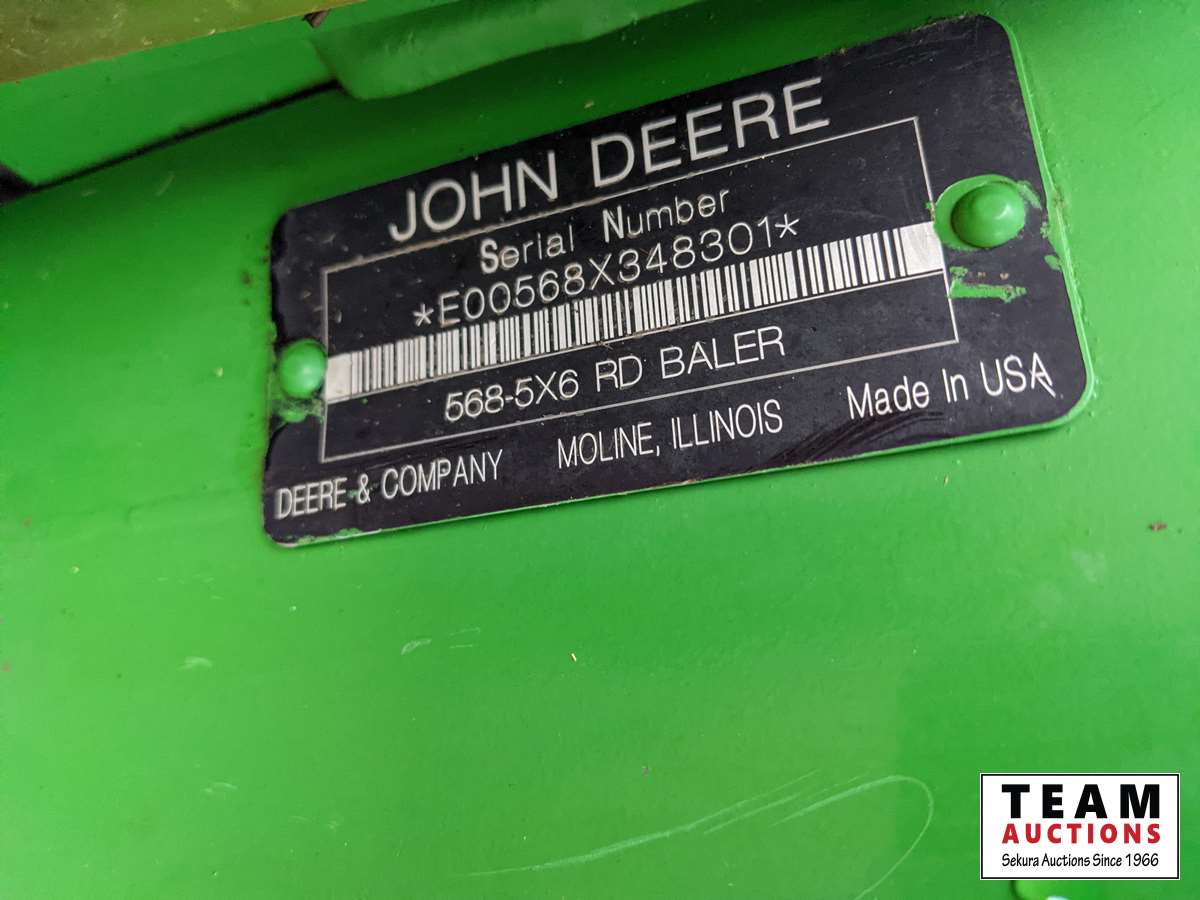 JOHN DEERE
Serial Number
*E00568X348301*
568-5X6 RD BALER
DEERE & COMPANY MOLINE, ILLINOIS Made In USA
TEAM
AUCTIONS
Sekura Auctions Since 1966